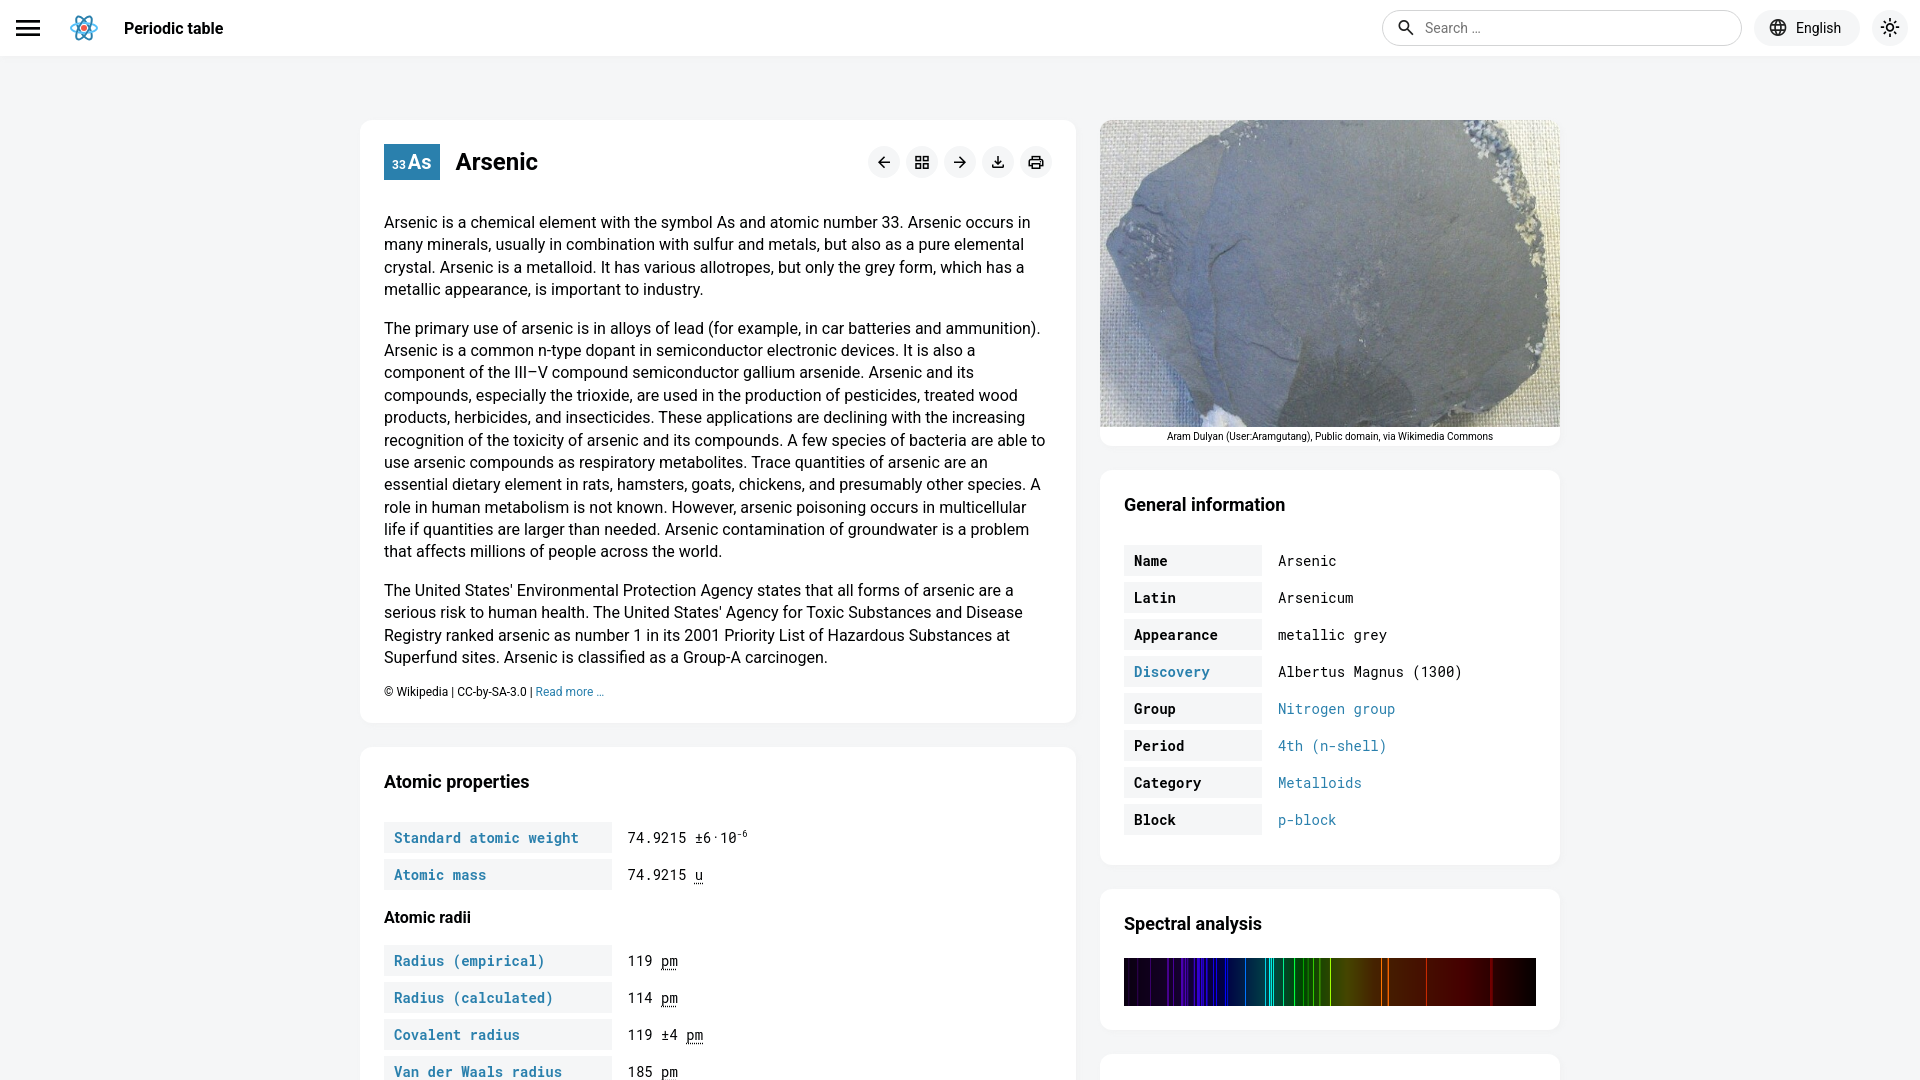 Periodic table
Search …
English
33 As
Arsenic
Arsenic is a chemical element with the symbol As and atomic number 33. Arsenic occurs in
many minerals, usually in combination with sulfur and metals, but also as a pure elemental
crystal. Arsenic is a metalloid. It has various allotropes, but only the grey form, which has a
metallic appearance, is important to industry.
The primary use of arsenic is in alloys of lead (for example, in car batteries and ammunition).
Arsenic is a common n-type dopant in semiconductor electronic devices. It is also a
component of the III–V compound semiconductor gallium arsenide. Arsenic and its
compounds, especially the trioxide, are used in the production of pesticides, treated wood
products, herbicides, and insecticides. These applications are declining with the increasing
recognition of the toxicity of arsenic and its compounds. A few species of bacteria are able to
use arsenic compounds as respiratory metabolites. Trace quantities of arsenic are an
essential dietary element in rats, hamsters, goats, chickens, and presumably other species. A
role in human metabolism is not known. However, arsenic poisoning occurs in multicellular
life if quantities are larger than needed. Arsenic contamination of groundwater is a problem
that affects millions of people across the world.
The United States' Environmental Protection Agency states that all forms of arsenic are a
serious risk to human health. The United States' Agency for Toxic Substances and Disease
Registry ranked arsenic as number 1 in its 2001 Priority List of Hazardous Substances at
Superfund sites. Arsenic is classified as a Group-A carcinogen.
© Wikipedia | CC-by-SA-3.0 | Read more …
Atomic properties
Standard atomic weight 74.9215 ±6·10⁻⁶
Atomic mass 74.9215 u
Atomic radii
Radius (empirical) 119 pm
Radius (calculated) 114 pm
Covalent radius 119 ±4 pm
Van der Waals radius 185 pm
Aram Dulyan (User:Aramgutang), Public domain, via Wikimedia Commons
General information
Name Arsenic
Latin Arsenicum
Appearance metallic grey
Discovery Albertus Magnus (1300)
Group Nitrogen group
Period 4th (n-shell)
Category Metalloids
Block p-block
Spectral analysis